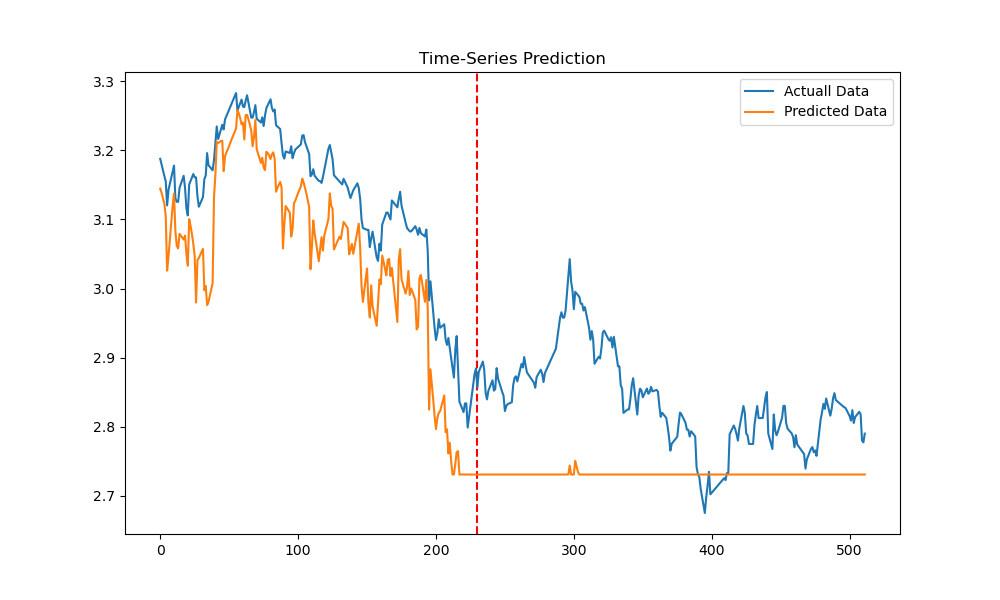 Time-Series Prediction
Actuall Data
Predicted Data
3.3
3.2
3.1
3.0
2.9
2.8
2.7
0 100 200 300 400 500